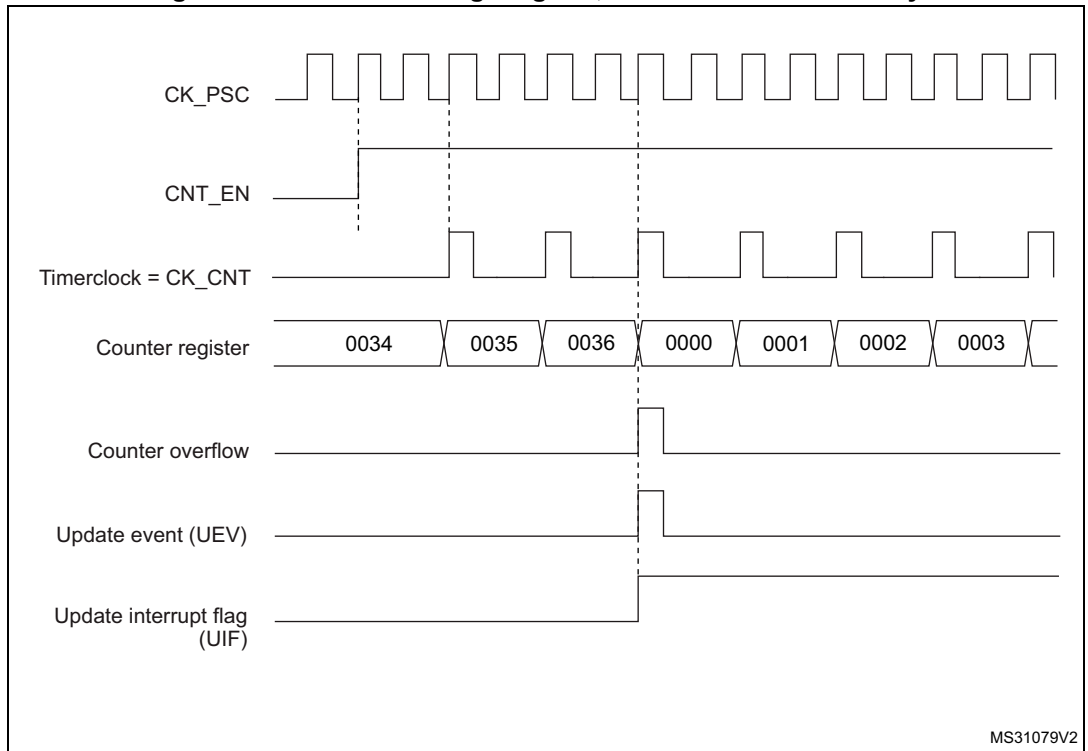 CK_PSC
CNT_EN
Timerclock = CK_CNT
Counter register
0034 0035 0036 0000 0001 0002 0003
Counter overflow
Update event (UEV)
Update interrupt flag
(UIF)
MS31079V2